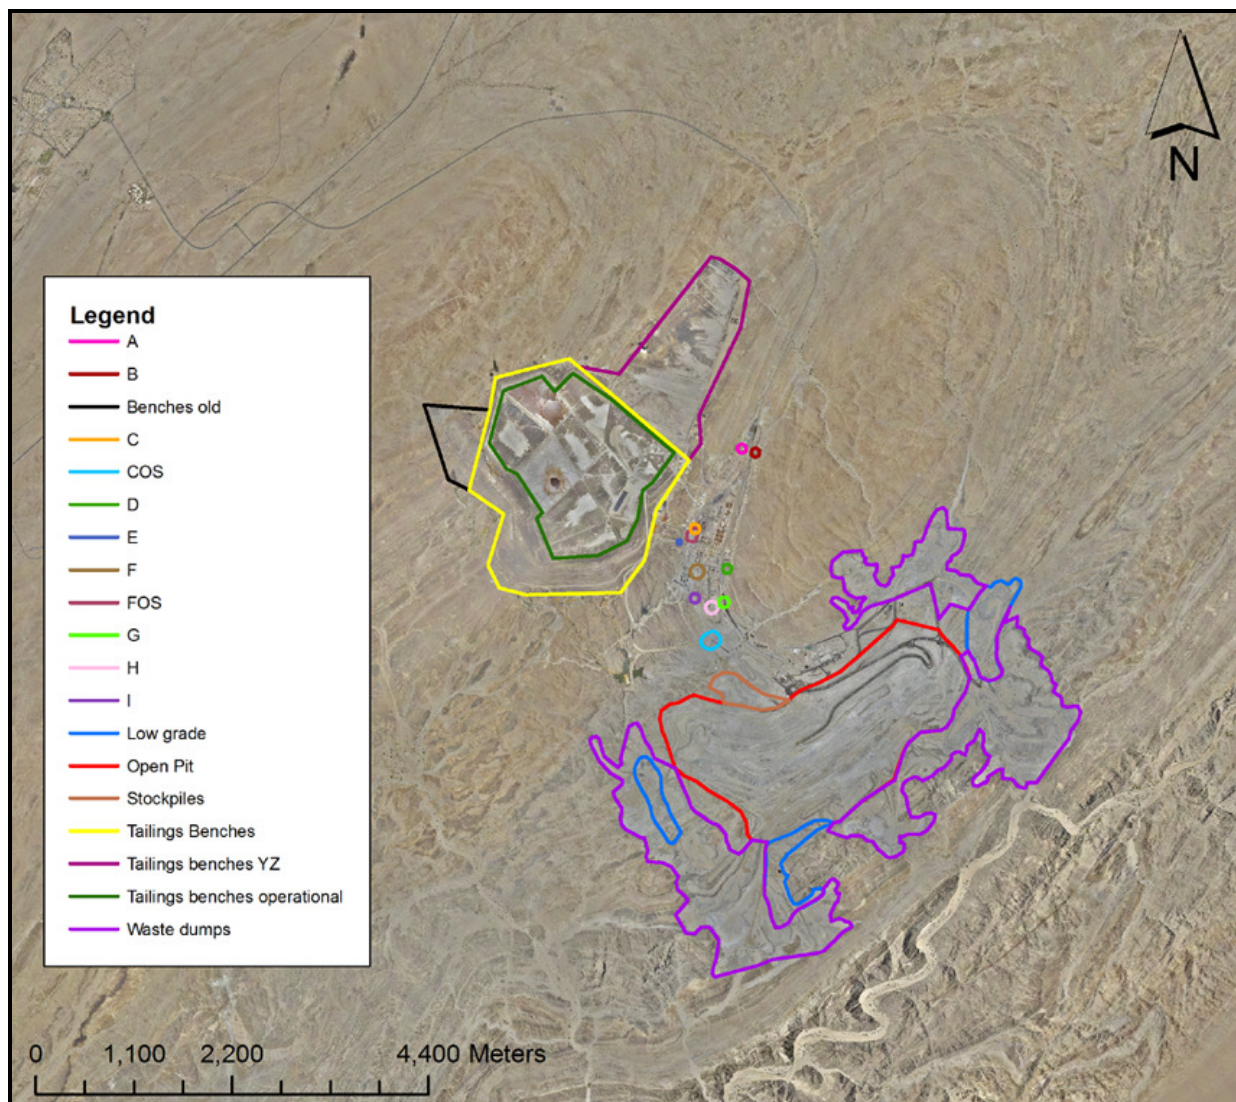 N
Legend
A
B
Benches old
C
COS
D
E
F
FOS
G
H
I
Low grade
Open Pit
Stockpiles
Tailings Benches
Tailings benches YZ
Tailings benches operational
Waste dumps
0 1,100 2,200 4,400 Meters